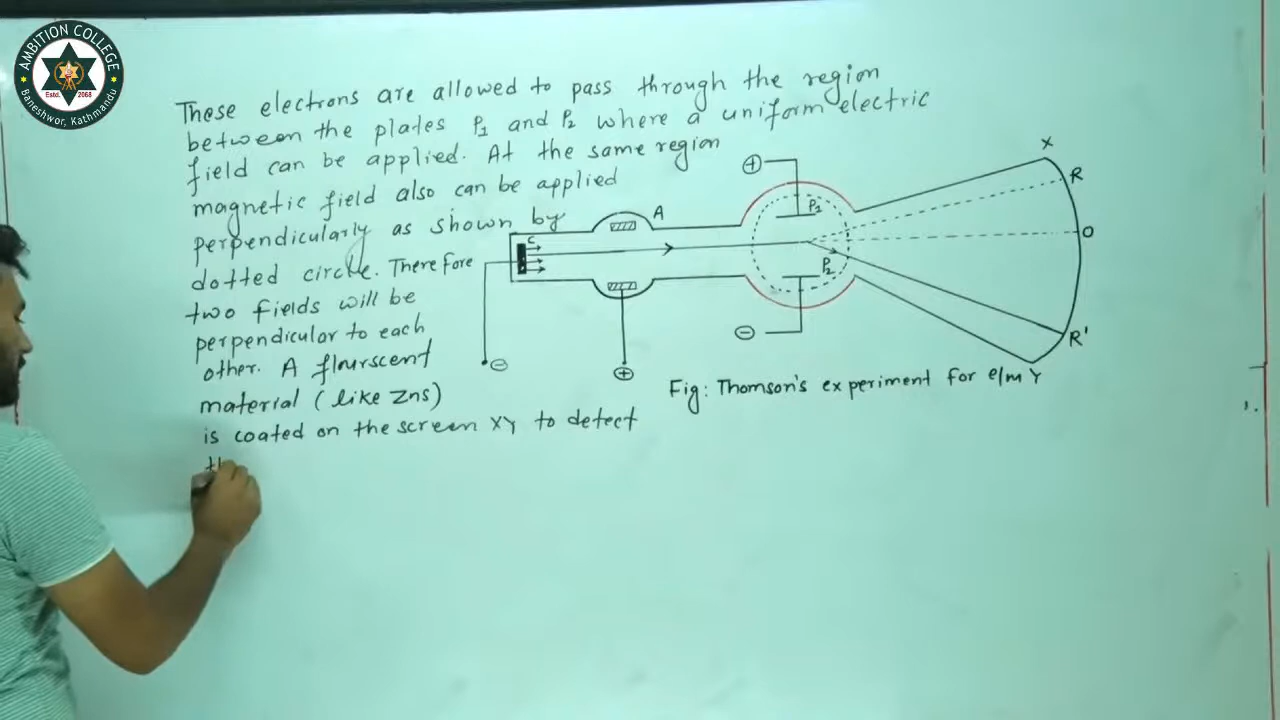 AMBITION COLLEGE
Estd. 2068
Baneshwor, Kathmandu
These electrons are allowed to pass through the region
between the plates P1 and P2 where a uniform electric
field can be applied. At the same region
magnetic field also can be applied
perpendicularly as shown by
dotted circle. Therefore
two fields will be
perpendicular to each
other. A flourscent
material (like Zns)
is coated on the screen XY to detect
+
A
C
P1
P2
-
-
+
X
R
O
R'
Y
Fig: Thomson's experiment for e/m